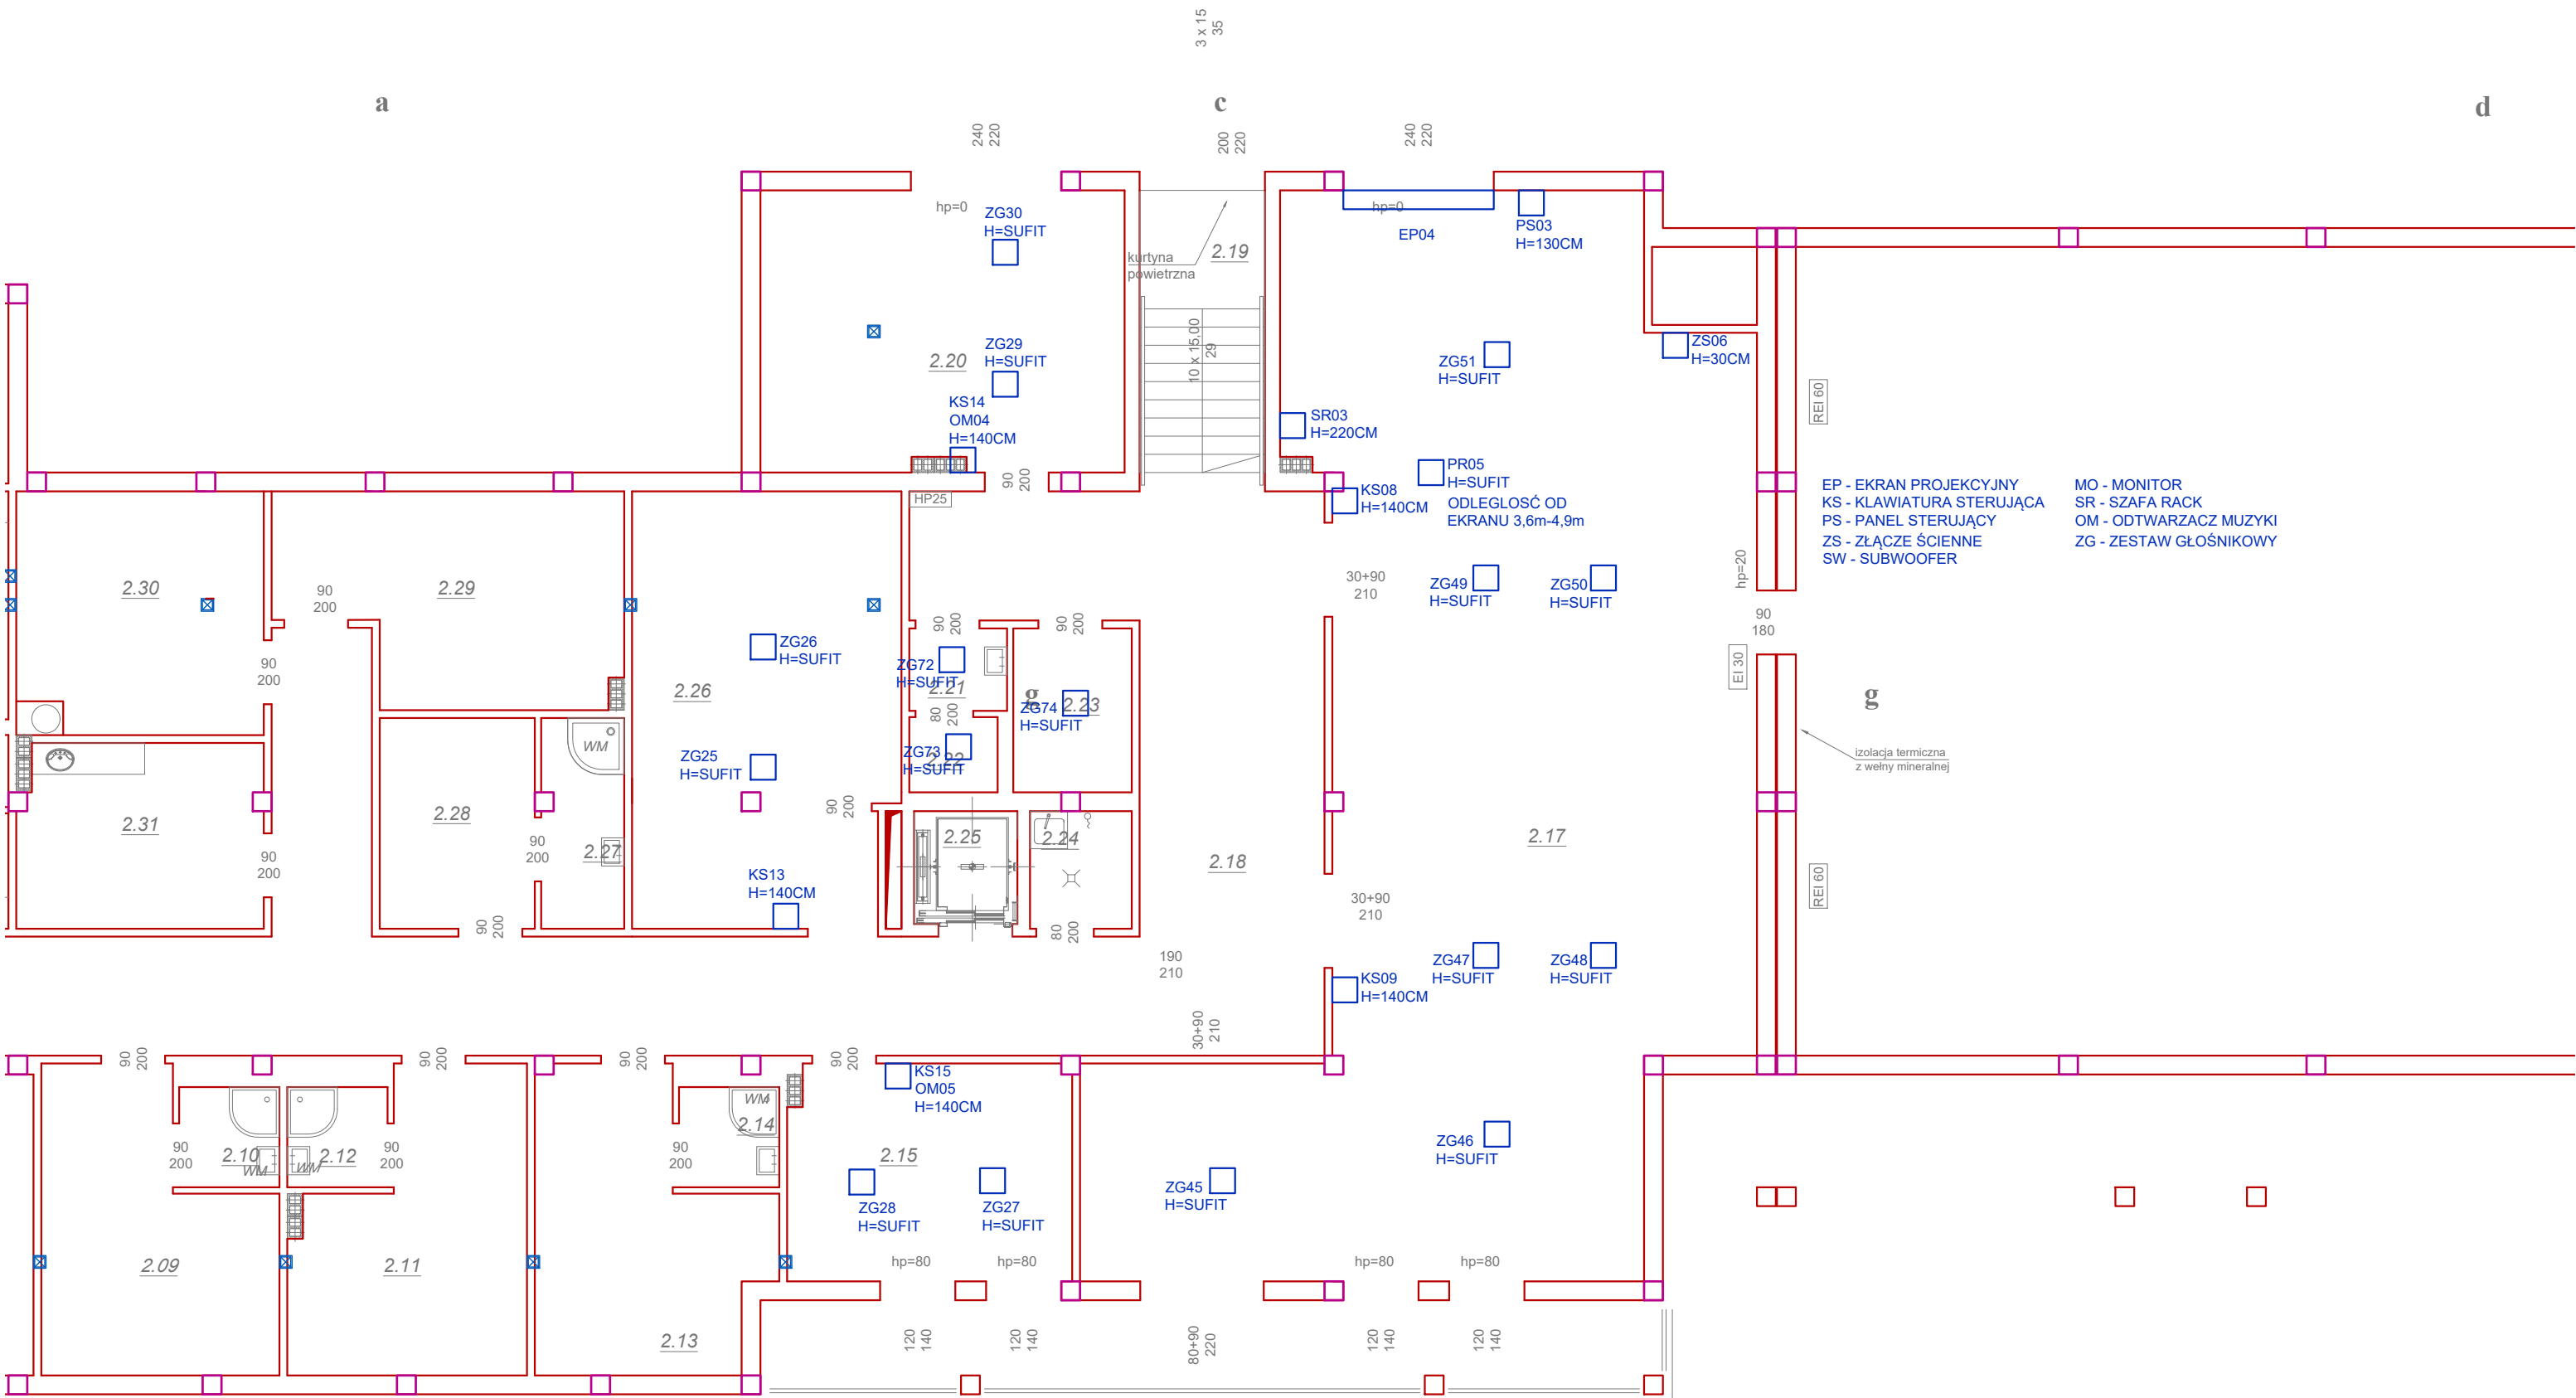 3 x 15
35
a
c
d
240
220
200
220
240
220
hp=0
ZG30
H=SUFIT
kurtyna
powietrzna
2.19
hp=0
EP04
PS03
H=130CM
2.20
ZG29
H=SUFIT
KS14
OM04
H=140CM
10 x 15,00
29
ZG51
H=SUFIT
ZS06
H=30CM
SR03
H=220CM
REI 60
HP25
90
200
PR05
H=SUFIT
ODLEGLOSĆ OD
EKRANU 3,6m-4,9m
KS08
H=140CM
EP - EKRAN PROJEKCYJNY
KS - KLAWIATURA STERUJĄCA
PS - PANEL STERUJĄCY
ZS - ZŁĄCZE ŚCIENNE
SW - SUBWOOFER
MO - MONITOR
SR - SZAFA RACK
OM - ODTWARZACZ MUZYKI
ZG - ZESTAW GŁOŚNIKOWY
2.30
90
200
2.29
30+90
210
ZG49
H=SUFIT
ZG50
H=SUFIT
hp=20
90
180
EI 30
90
200
ZG26
H=SUFIT
2.26
90
200
90
200
ZG72
H=SUFIT
2.21
g
ZG74
H=SUFIT
2.23
g
80
200
ZG73
H=SUFIT
2.22
WM
ZG25
H=SUFIT
izolacja termiczna
z wełny mineralnej
2.31
2.28
90
200
2.25
2.24
2.17
90
200
90
200
2.27
2.18
KS13
H=140CM
30+90
210
REI 60
90
200
80
200
190
210
ZG47
H=SUFIT
ZG48
H=SUFIT
KS09
H=140CM
30+90
210
90
200
90
200
90
200
90
200
KS15
OM05
H=140CM
WM
2.14
90
200
2.10
WM
2.12
WM
90
200
90
200
2.15
ZG46
H=SUFIT
ZG28
H=SUFIT
ZG27
H=SUFIT
ZG45
H=SUFIT
2.09
2.11
hp=80
hp=80
hp=80
hp=80
2.13
120
140
120
140
80+90
220
120
140
120
140